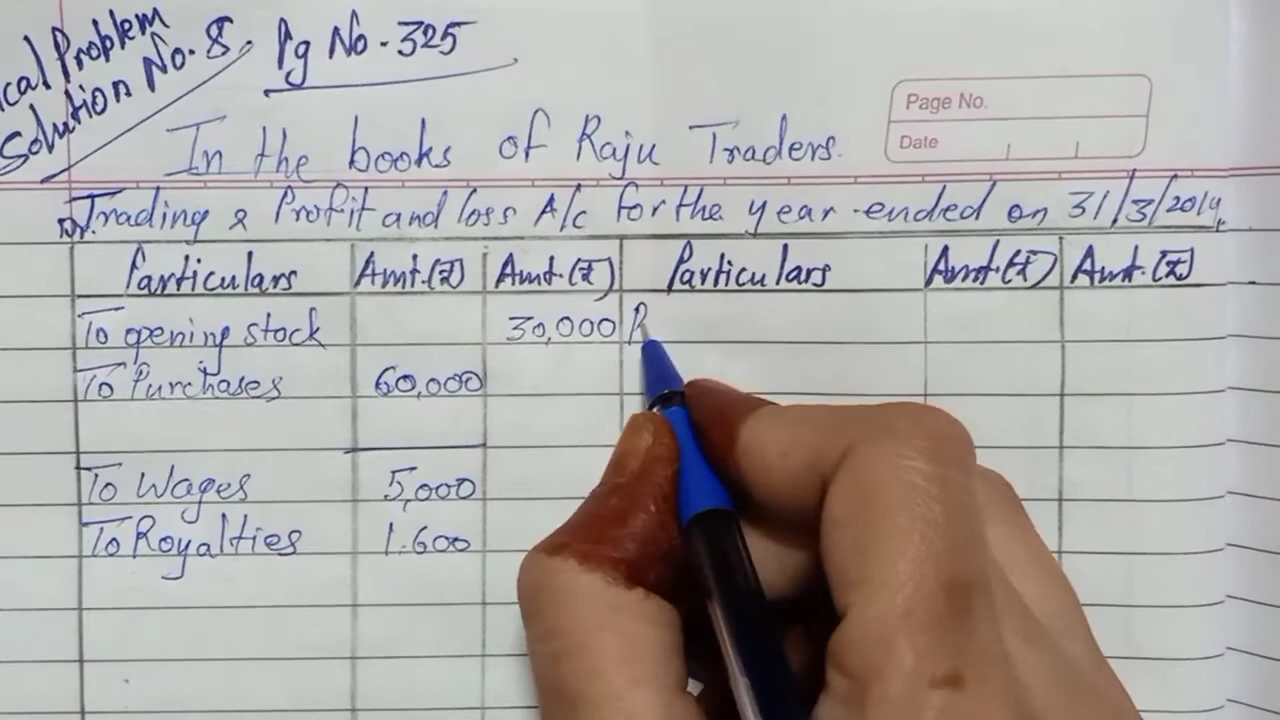 cal Problem
Solution No. 8. Pg No. 325
Page No.
Date
In the books of Raju Traders.
Dr. Trading & Profit and loss A/c for the year ended on 31/3/2019.
Particulars Amt.(₹) Amt.(₹) Particulars Amt.(₹) Amt.(₹)
To opening stock 30,000
To Purchases 60,000
To Wages 5,000
To Royalties 1.600